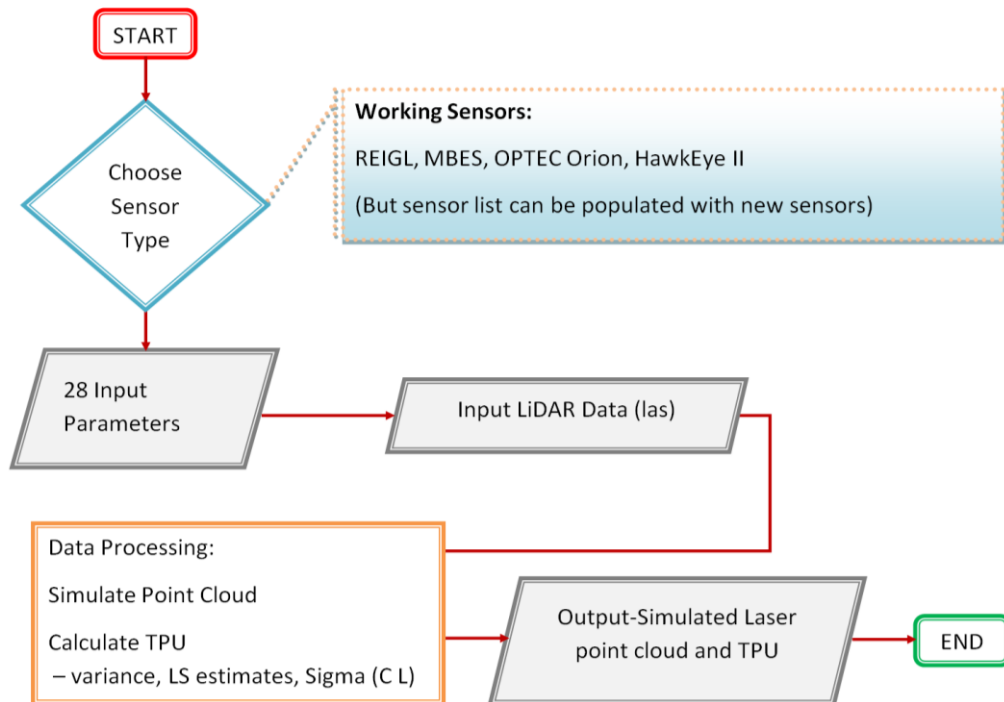 START
Choose
Sensor
Type
Working Sensors:
REIGL, MBES, OPTEC Orion, HawkEye II
(But sensor list can be populated with new sensors)
28 Input
Parameters
Input LiDAR Data (las)
Data Processing:
Simulate Point Cloud
Calculate TPU
– variance, LS estimates, Sigma (C L)
Output-Simulated Laser
point cloud and TPU
END